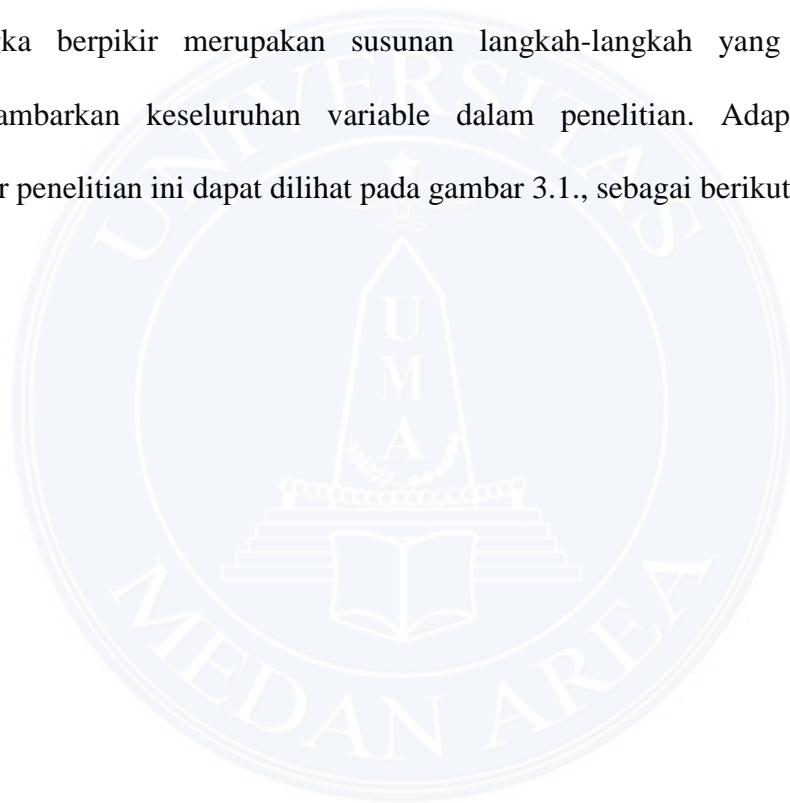 gka berpikir merupakan susunan langkah-langkah yang
ambarkan keseluruhan variable dalam penelitian. Adap
r penelitian ini dapat dilihat pada gambar 3.1., sebagai berikut
UNIVERSITAS
U
M
A
MEDAN AREA